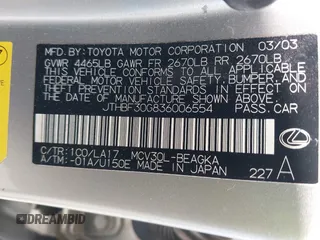 MFD. BY: TOYOTA MOTOR CORPORATION 03/03
GVWR 4465LB GAWR FR 2670LB RR 2670LB
THIS VEHICLE CONFORMS TO ALL APPLICABLE
FEDERAL MOTOR VEHICLE SAFETY, BUMPER, AND
THEFT PREVENTION STANDARDS IN EFFECT ON THE
DATE OF MANUFACTURE SHOWN ABOVE.
JTHBF30G836006554 PASS. CAR
C/TR: 1C0/LA17 MCV30L-BEAGKA
A/TM: -01A/U150E MADE IN JAPAN
227 A
DREAMBID